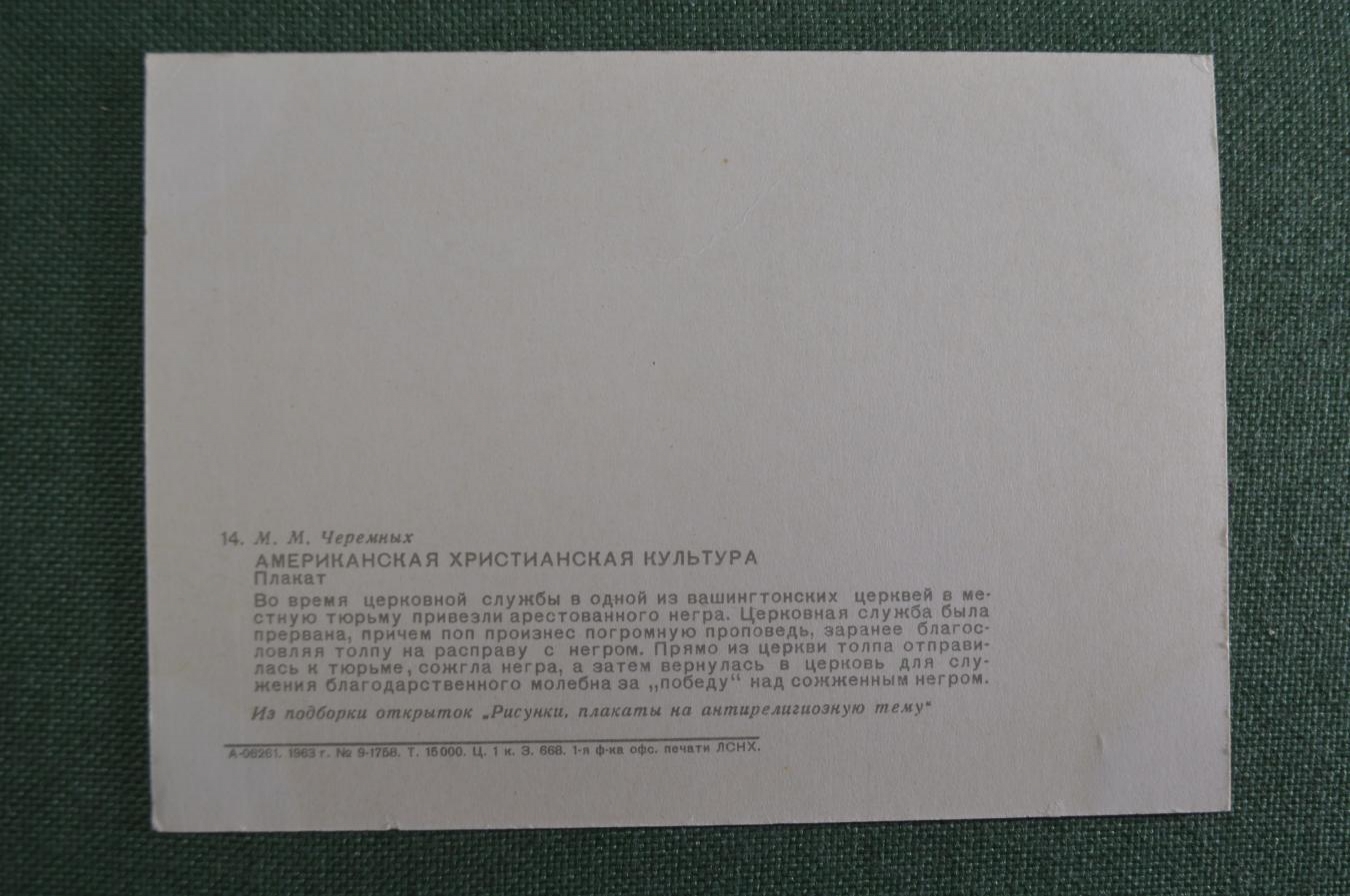 14. М. М. Черемных
АМЕРИКАНСКАЯ ХРИСТИАНСКАЯ КУЛЬТУРА
Плакат
Во время церковной службы в одной из вашингтонских церквей в ме-
стную тюрьму привезли арестованного негра. Церковная служба была
прервана, причем поп произнес погромную проповедь, заранее благос-
ловляя толпу на расправу с негром. Прямо из церкви толпа отправи-
лась к тюрьме, сожгла негра, а затем вернулась в церковь для слу-
жения благодарственного молебна за „победу“ над сожженным негром.
Из подборки открыток „Рисунки, плакаты на антирелигиозную тему“
А-06261. 1963 г. № 9-1758. Т. 15000. Ц. 1 к. З. 668. 1-я ф-ка офс. печати ЛСНХ.